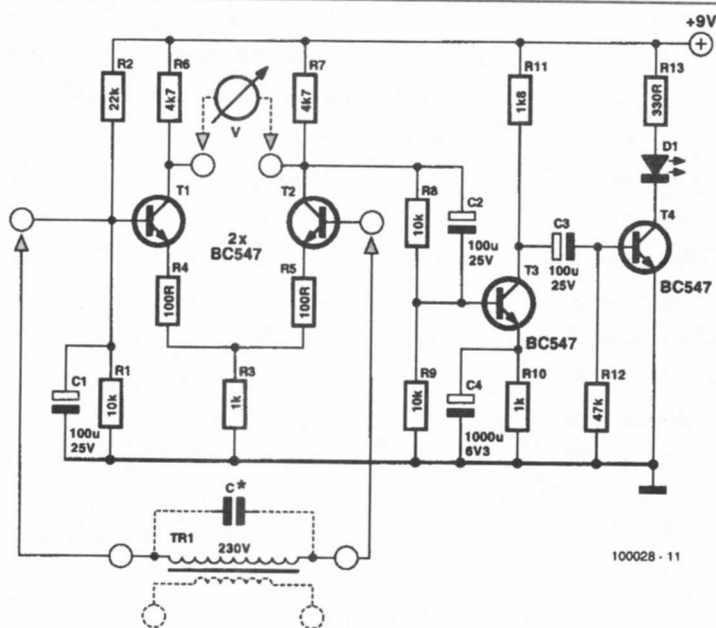 +9V
R2
22k
R6
4k7
V
R7
4k7
R11
1k8
R13
330R
D1
T1
T2
2x
BC547
R8
10k
C2
100u
25V
C3
100u
25V
T4
BC547
R4
100R
R5
100R
T3
BC547
C1
100u
25V
R1
10k
R3
1k
R9
10k
C4
1000u
6V3
R10
1k
R12
47k
C*
TR1
230V
100028 - 11